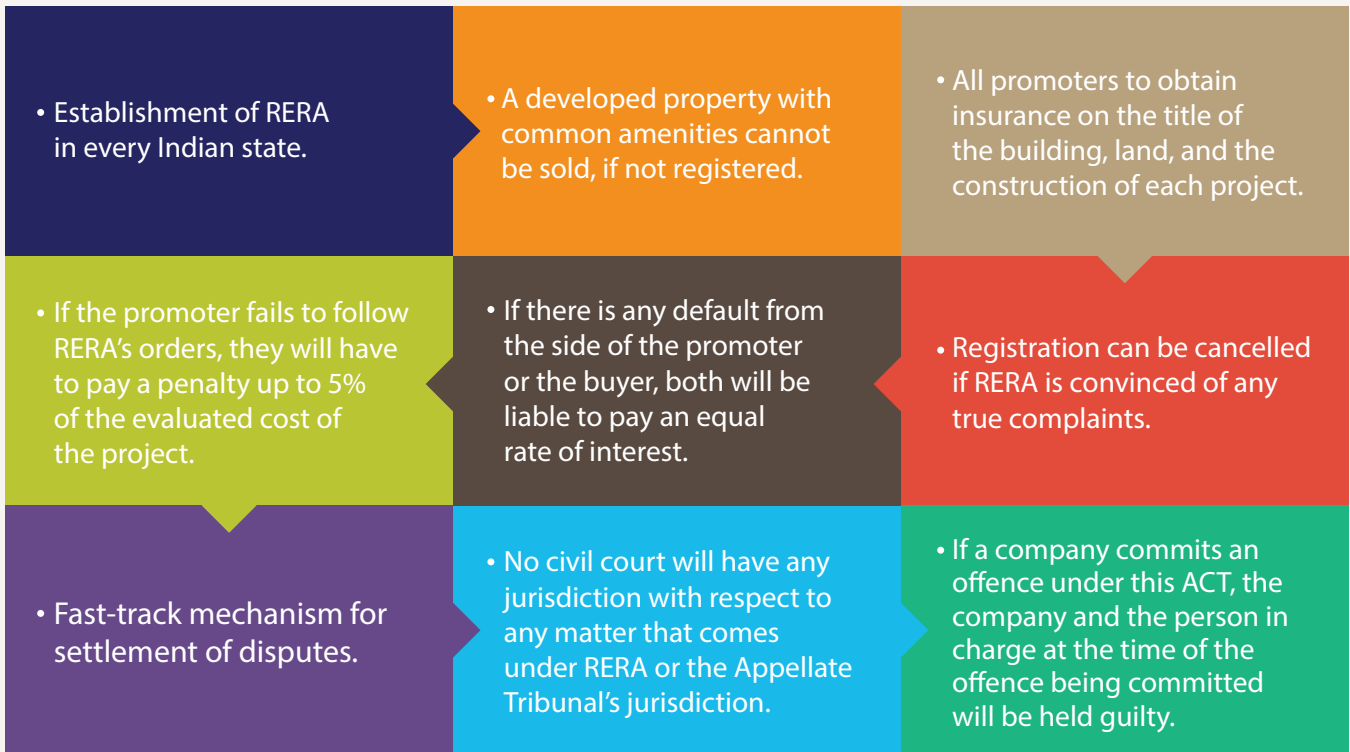 • Establishment of RERA
in every Indian state.
• A developed property with
common amenities cannot
be sold, if not registered.
• All promoters to obtain
insurance on the title of
the building, land, and the
construction of each project.
• Registration can be cancelled
if RERA is convinced of any
true complaints.
• If there is any default from
the side of the promoter
or the buyer, both will be
liable to pay an equal
rate of interest.
• If the promoter fails to follow
RERA's orders, they will have
to pay a penalty up to 5%
of the evaluated cost of
the project.
• Fast-track mechanism for
settlement of disputes.
• No civil court will have any
jurisdiction with respect to
any matter that comes
under RERA or the Appellate
Tribunal's jurisdiction.
• If a company commits an
offence under this ACT, the
company and the person in
charge at the time of the
offence being committed
will be held guilty.